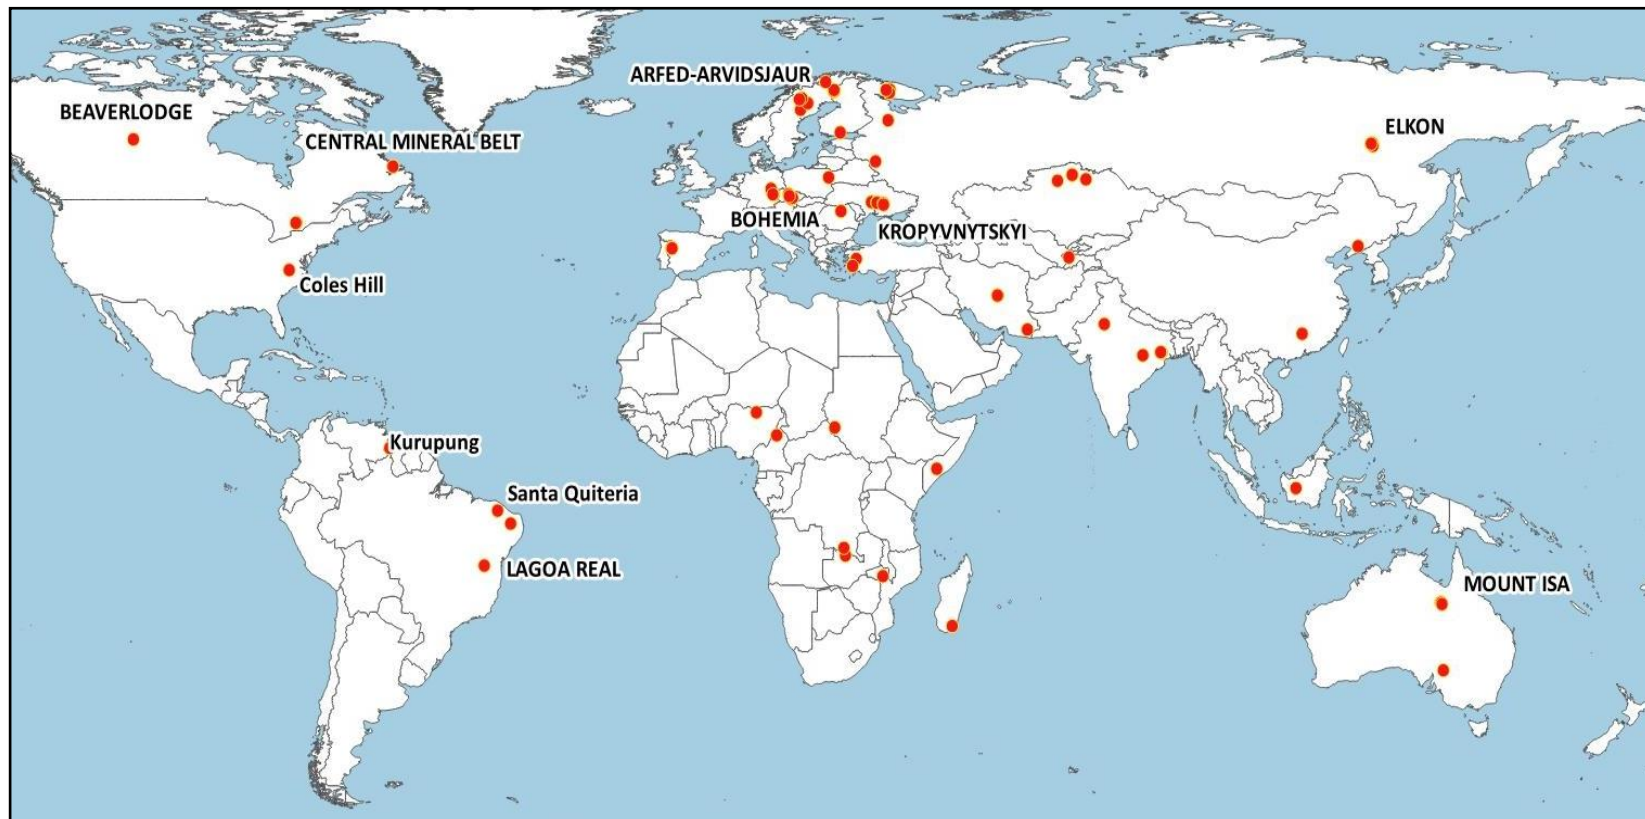 ARFED-ARVIDSJAUR
BEAVERLODGE
ELKON
CENTRAL MINERAL BELT
BOHEMIA
KROPYVNYTSKYI
Coles Hill
Kurupung
Santa Quiteria
LAGOA REAL
MOUNT ISA